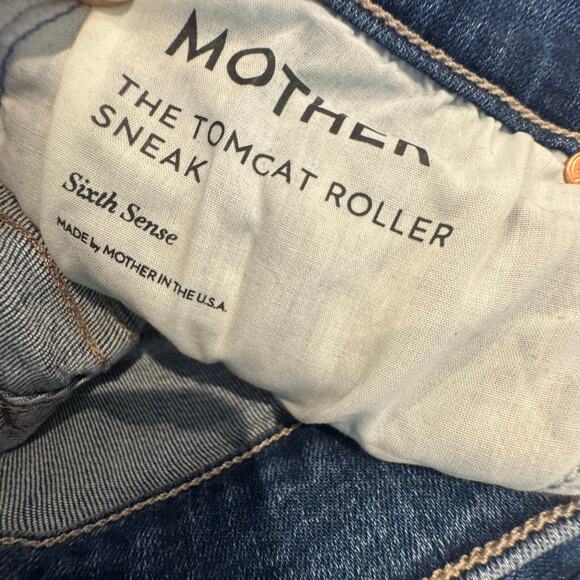 MOTHER
THE TOMCAT ROLLER
SNEAK
Sixth Sense
MADE by MOTHER IN THE U.S.A.